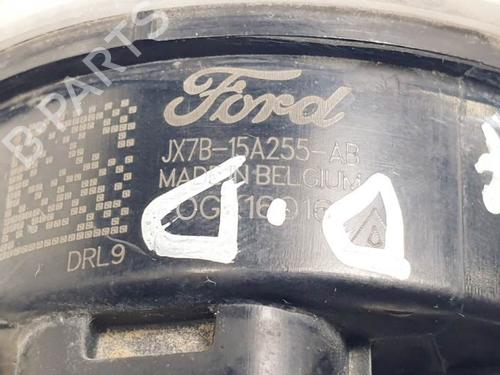 B-PARTS
Ford
JX7B-15A255-AB
MADE IN BELGIUM
DRL9
D.D